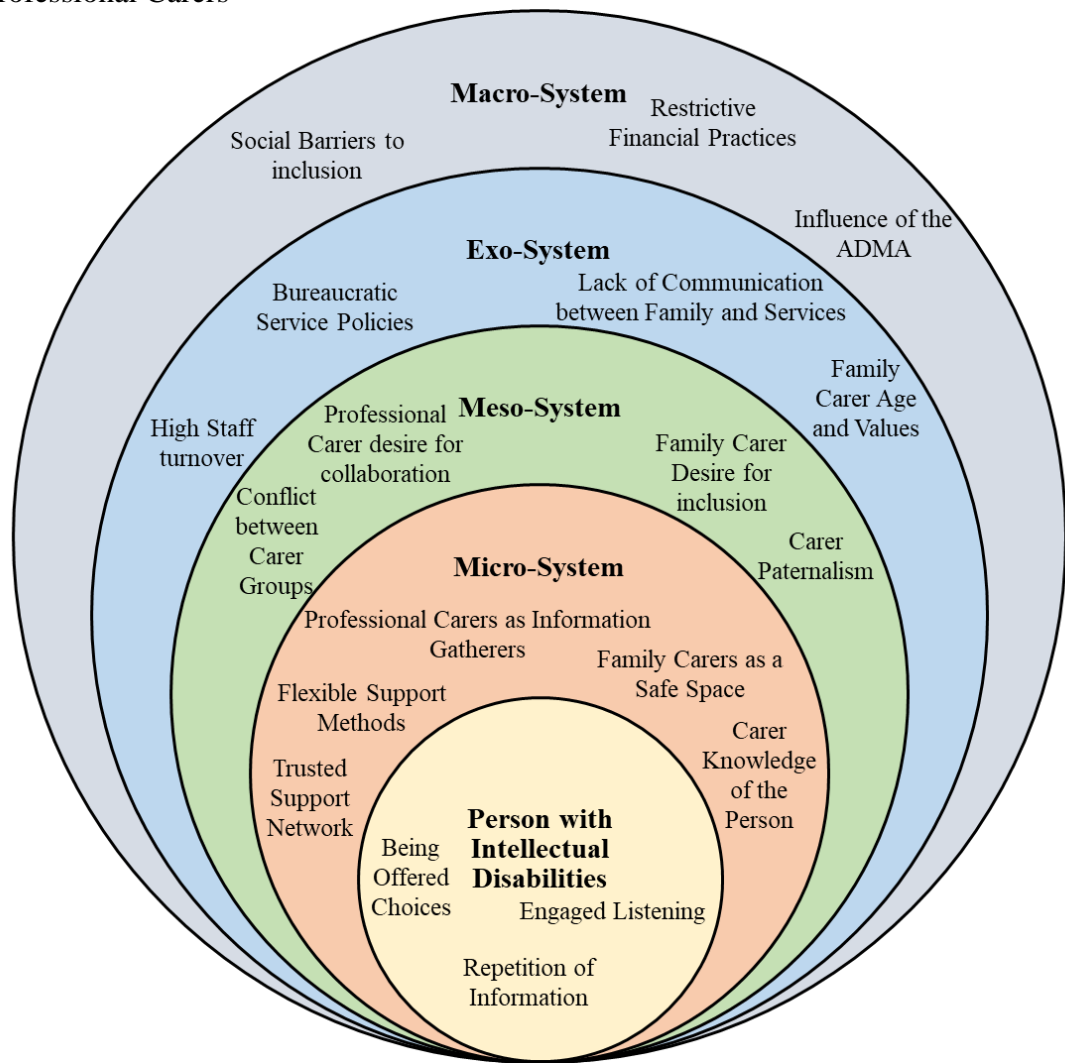 Professional Carers
Macro-System
Restrictive
Financial Practices
Social Barriers to
inclusion
Influence of the
ADMA
Exo-System
Lack of Communication
between Family and Services
Bureaucratic
Service Policies
Family
Carer Age
and Values
High Staff
turnover
Meso-System
Professional
Carer desire for
collaboration
Family Carer
Desire for
inclusion
Conflict
between
Carer
Groups
Carer
Paternalism
Micro-System
Professional Carers as Information
Gatherers
Family Carers as a
Safe Space
Flexible Support
Methods
Carer
Knowledge
of the
Person
Trusted
Support
Network
Person with
Intellectual
Disabilities
Being
Offered
Choices
Engaged Listening
Repetition of
Information